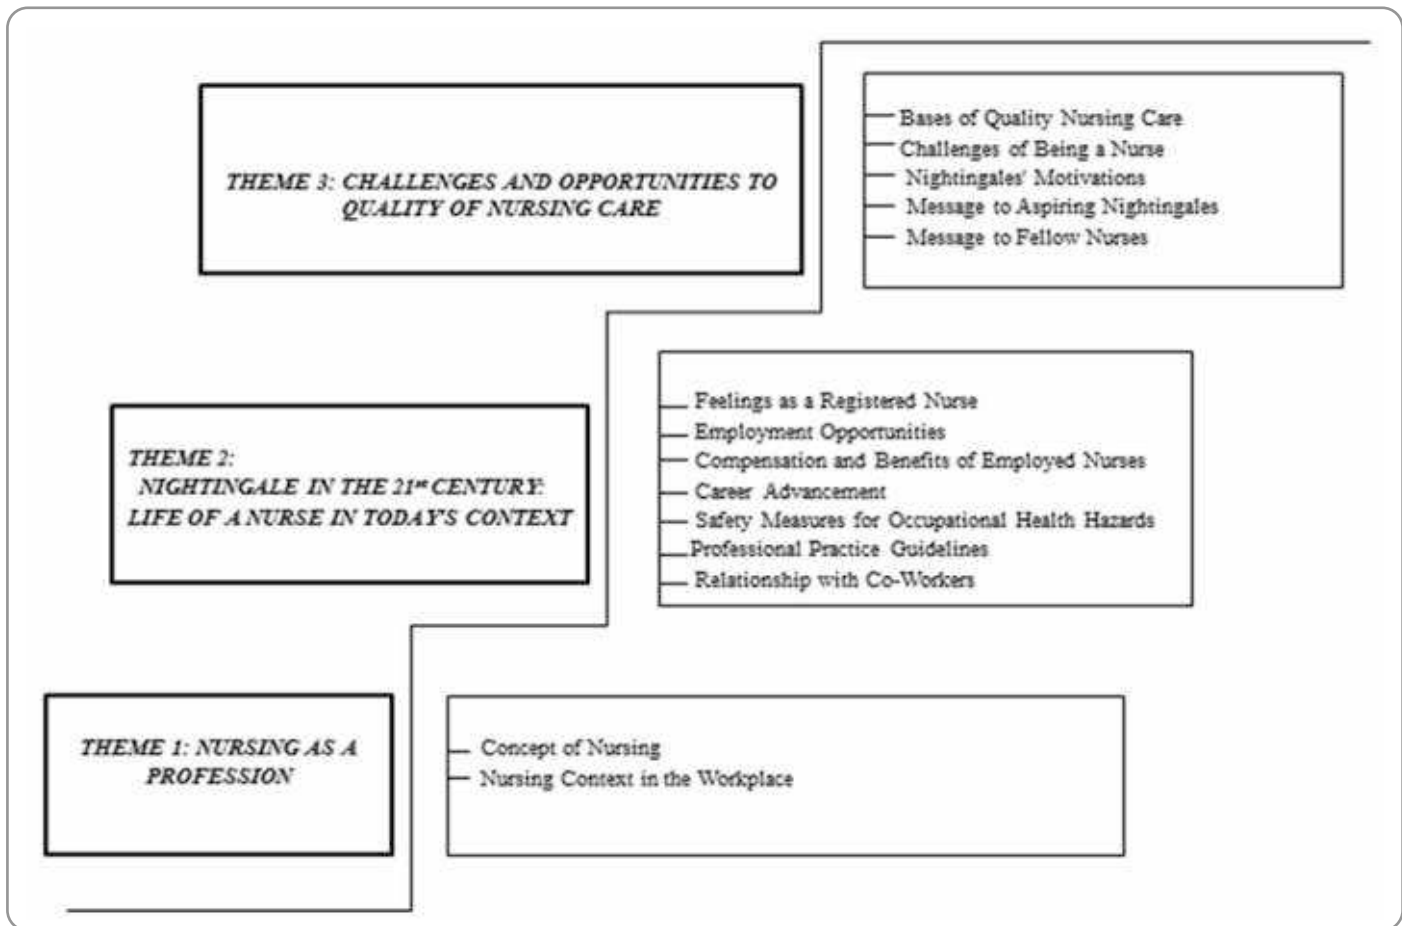 THEME 3: CHALLENGES AND OPPORTUNITIES TO
QUALITY OF NURSING CARE
Bases of Quality Nursing Care
Challenges of Being a Nurse
Nightingales' Motivations
Message to Aspiring Nightingales
Message to Fellow Nurses
THEME 2:
NIGHTINGALE IN THE 21st CENTURY:
LIFE OF A NURSE IN TODAY'S CONTEXT
Feelings as a Registered Nurse
Employment Opportunities
Compensation and Benefits of Employed Nurses
Career Advancement
Safety Measures for Occupational Health Hazards
Professional Practice Guidelines
Relationship with Co-Workers
THEME 1: NURSING AS A
PROFESSION
Concept of Nursing
Nursing Context in the Workplace